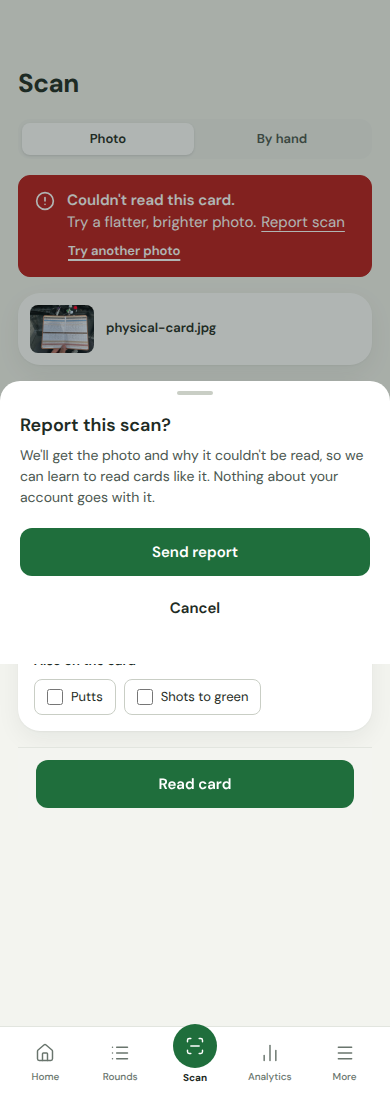 Scan
Photo
By hand
Couldn't read this card.
Try a flatter, brighter photo. Report scan
Try another photo
physical-card.jpg
Report this scan?
We'll get the photo and why it couldn't be read, so we
can learn to read cards like it. Nothing about your
account goes with it.
Send report
Cancel
Putts
Shots to green
Read card
Home
Rounds
Scan
Analytics
More